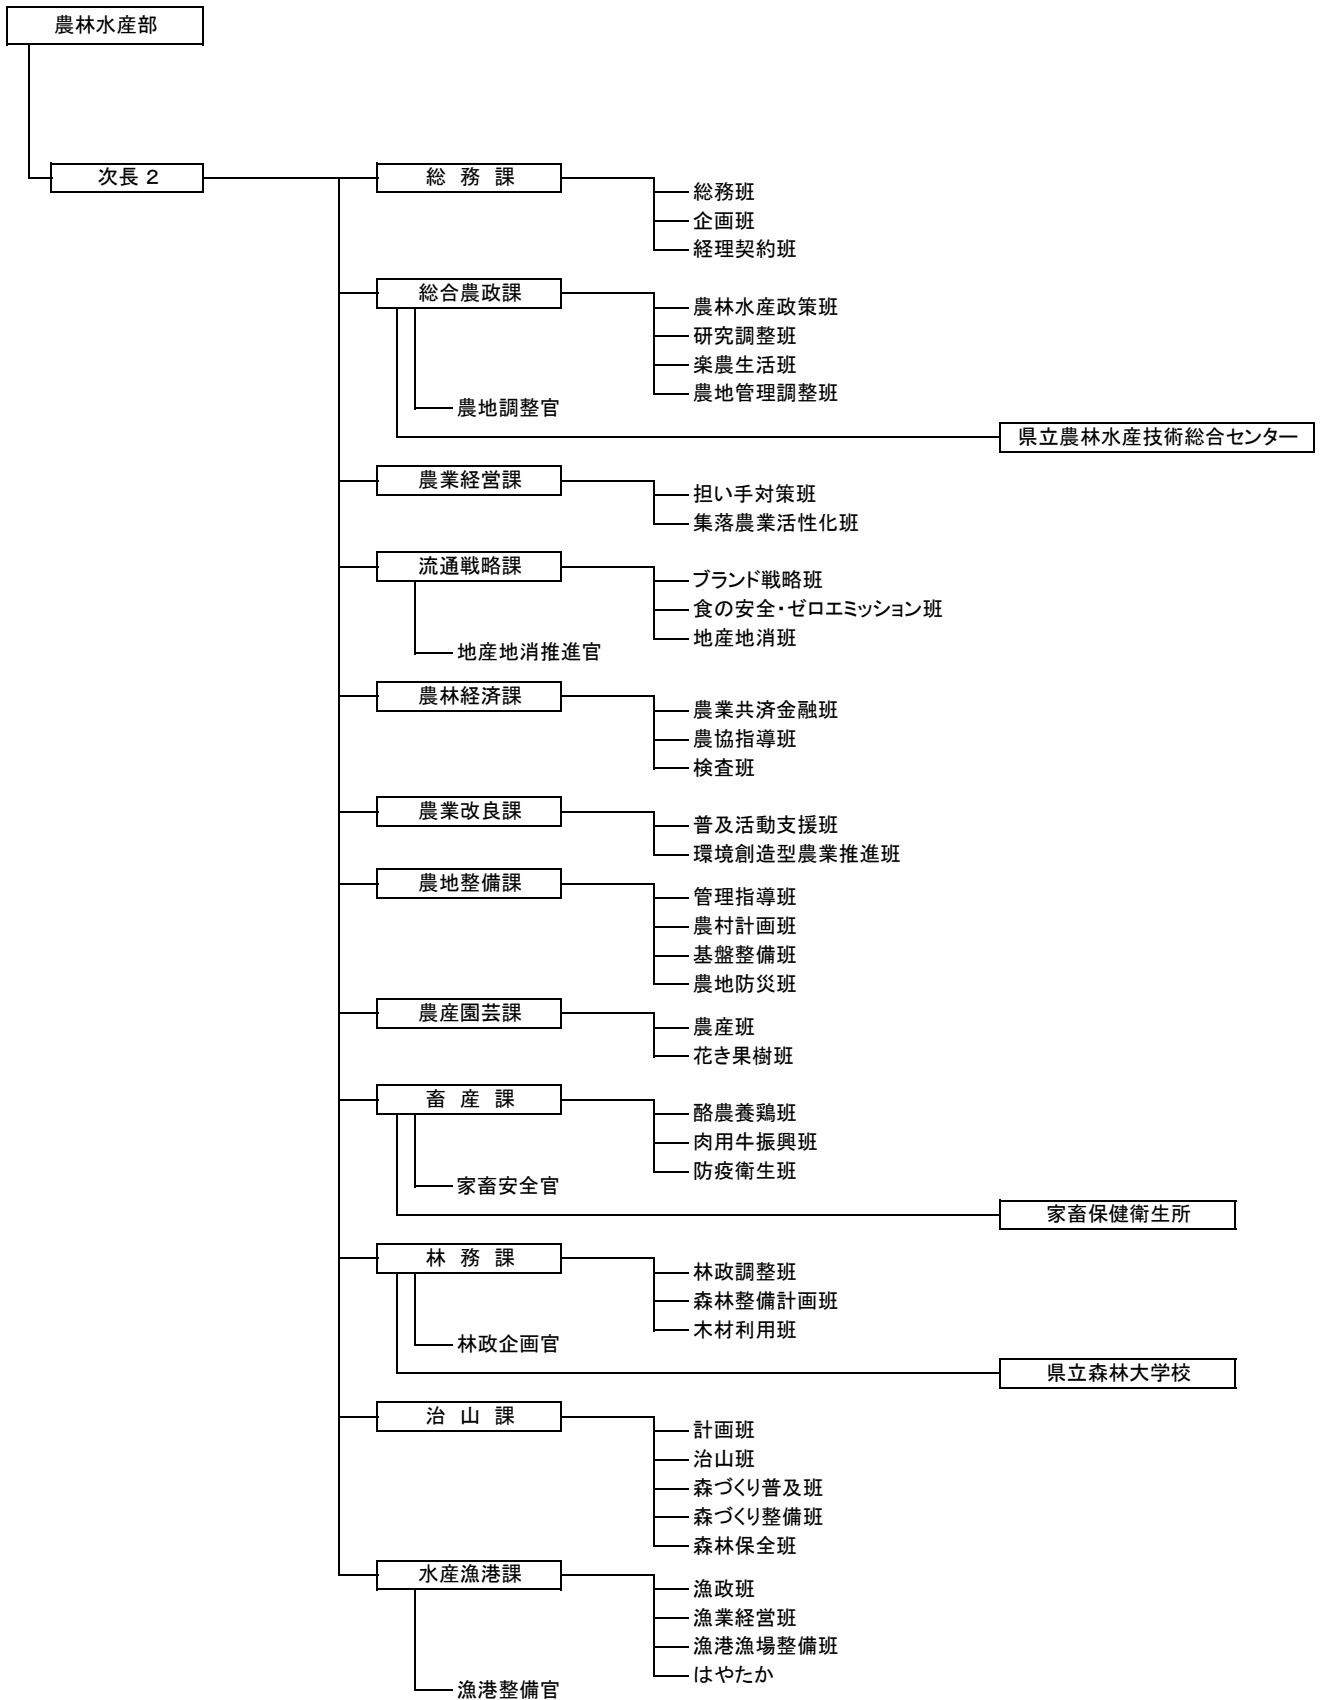 農林水産部
次長 2
総 務 課
総務班
企画班
経理契約班
総合農政課
農林水産政策班
研究調整班
楽農生活班
農地管理調整班
農地調整官
県立農林水産技術総合センター
農業経営課
担い手対策班
集落農業活性化班
流通戦略課
ブランド戦略班
食の安全・ゼロエミッション班
地産地消班
地産地消推進官
農林経済課
農業共済金融班
農協指導班
検査班
農業改良課
普及活動支援班
環境創造型農業推進班
農地整備課
管理指導班
農村計画班
基盤整備班
農地防災班
農産園芸課
農産班
花き果樹班
畜 産 課
酪農養鶏班
肉用牛振興班
防疫衛生班
家畜安全官
家畜保健衛生所
林 務 課
林政調整班
森林整備計画班
木材利用班
林政企画官
県立森林大学校
治 山 課
計画班
治山班
森づくり普及班
森づくり整備班
森林保全班
水産漁港課
漁政班
漁業経営班
漁港漁場整備班
はやたか
漁港整備官